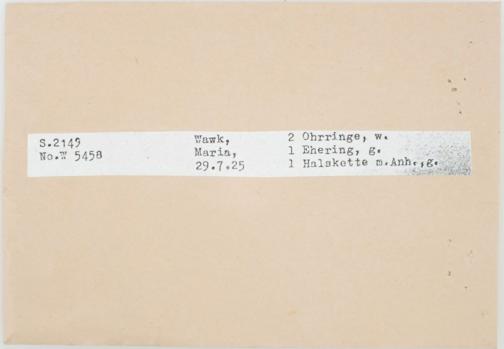 S.2149
No.W 5458
Wawk,
Maria,
29.7.25
2 Ohrringe, w.
1 Ehering, g.
1 Halskette m.Anh.,g.